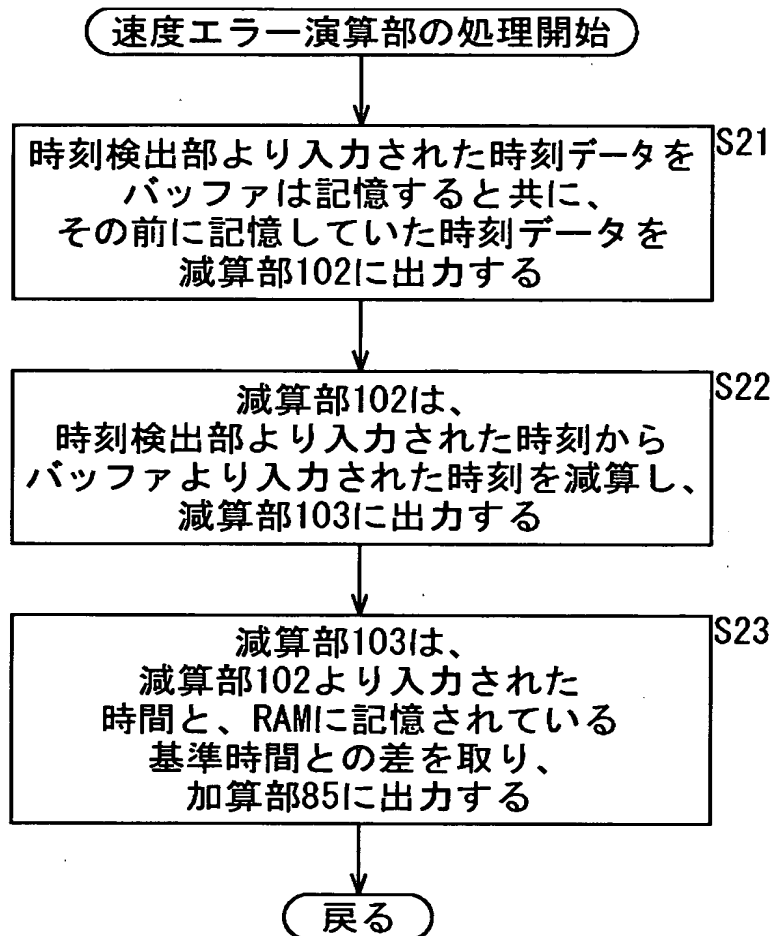 速度エラー演算部の処理開始
S21
時刻検出部より入力された時刻データを
バッファは記憶すると共に、
その前に記憶していた時刻データを
減算部102に出力する
S22
減算部102は、
時刻検出部より入力された時刻から
バッファより入力された時刻を減算し、
減算部103に出力する
S23
減算部103は、
減算部102より入力された
時間と、RAMに記憶されている
基準時間との差を取り、
加算部85に出力する
戻る